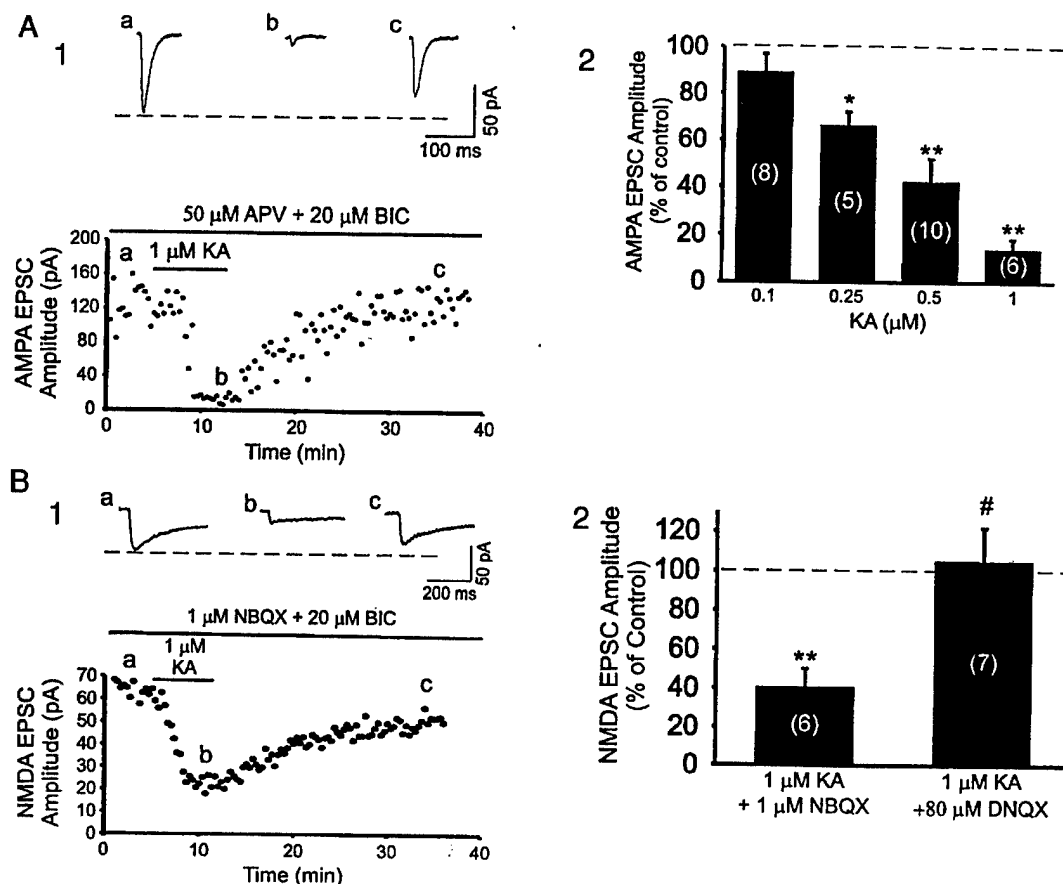 A
1
a
b
c
50 pA
100 ms
50 μM APV + 20 μM BIC
1 μM KA
a
b
c
AMPA EPSC
Amplitude (pA)
200
160
120
80
40
0
0
10
20
30
40
Time (min)
2
AMPA EPSC Amplitude
(% of control)
100
80
60
40
20
0
(8)
*
(5)
**
(10)
**
(6)
0.1
0.25
0.5
1
KA (μM)
B
1
a
b
c
50 pA
200 ms
1 μM NBQX + 20 μM BIC
1 μM
KA
a
b
c
NMDA EPSC
Amplitude (pA)
70
60
50
40
30
20
10
0
0
10
20
30
40
Time (min)
2
NMDA EPSC Amplitude
(% of Control)
120
100
80
60
40
20
0
**
(6)
#
(7)
1 μM KA
+ 1 μM NBQX
1 μM KA
+80 μM DNQX